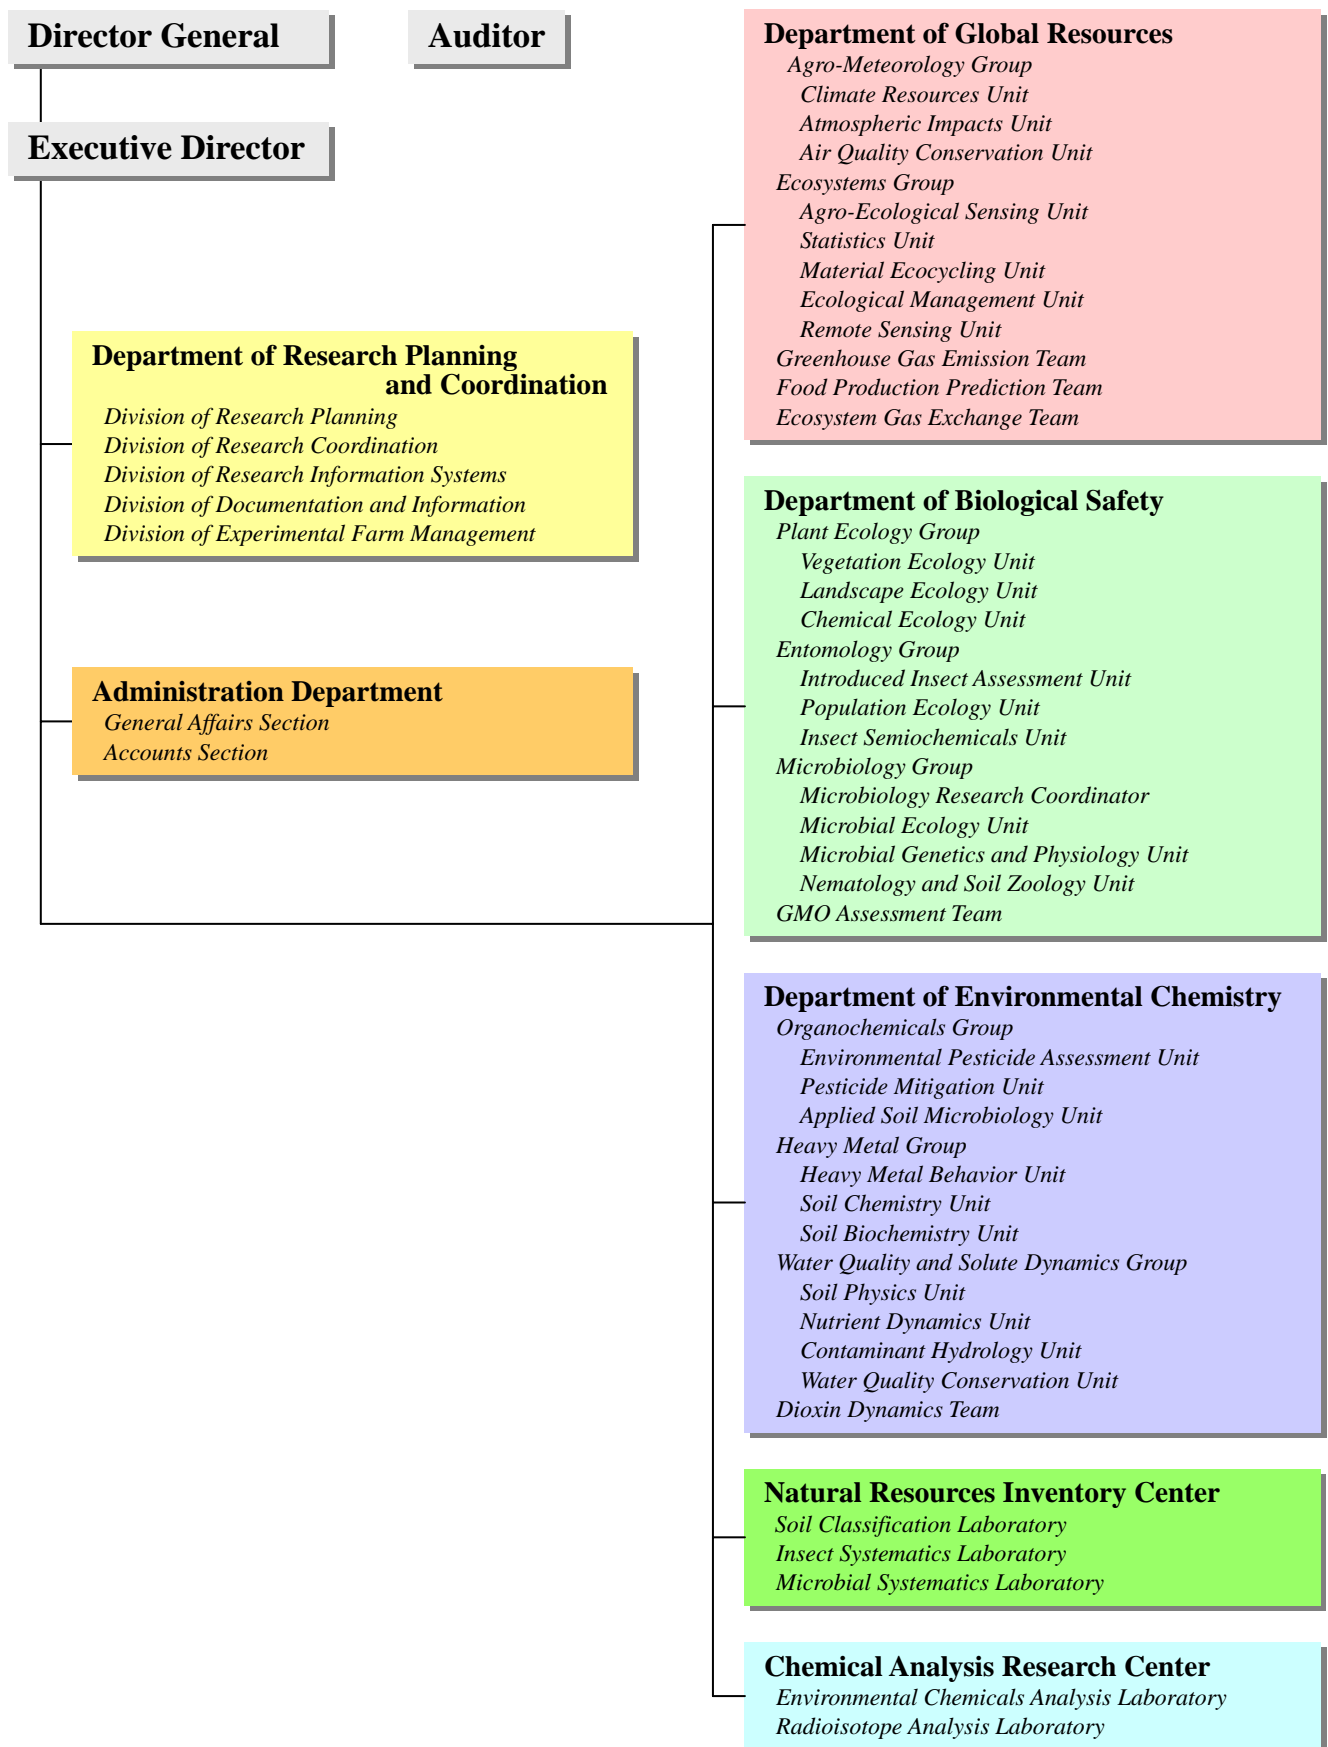 Director General
Auditor
Executive Director
Department of Research Planning
and Coordination
Division of Research Planning
Division of Research Coordination
Division of Research Information Systems
Division of Documentation and Information
Division of Experimental Farm Management
Administration Department
General Affairs Section
Accounts Section
Department of Global Resources
Agro-Meteorology Group
Climate Resources Unit
Atmospheric Impacts Unit
Air Quality Conservation Unit
Ecosystems Group
Agro-Ecological Sensing Unit
Statistics Unit
Material Ecocycling Unit
Ecological Management Unit
Remote Sensing Unit
Greenhouse Gas Emission Team
Food Production Prediction Team
Ecosystem Gas Exchange Team
Department of Biological Safety
Plant Ecology Group
Vegetation Ecology Unit
Landscape Ecology Unit
Chemical Ecology Unit
Entomology Group
Introduced Insect Assessment Unit
Population Ecology Unit
Insect Semiochemicals Unit
Microbiology Group
Microbiology Research Coordinator
Microbial Ecology Unit
Microbial Genetics and Physiology Unit
Nematology and Soil Zoology Unit
GMO Assessment Team
Department of Environmental Chemistry
Organochemicals Group
Environmental Pesticide Assessment Unit
Pesticide Mitigation Unit
Applied Soil Microbiology Unit
Heavy Metal Group
Heavy Metal Behavior Unit
Soil Chemistry Unit
Soil Biochemistry Unit
Water Quality and Solute Dynamics Group
Soil Physics Unit
Nutrient Dynamics Unit
Contaminant Hydrology Unit
Water Quality Conservation Unit
Dioxin Dynamics Team
Natural Resources Inventory Center
Soil Classification Laboratory
Insect Systematics Laboratory
Microbial Systematics Laboratory
Chemical Analysis Research Center
Environmental Chemicals Analysis Laboratory
Radioisotope Analysis Laboratory